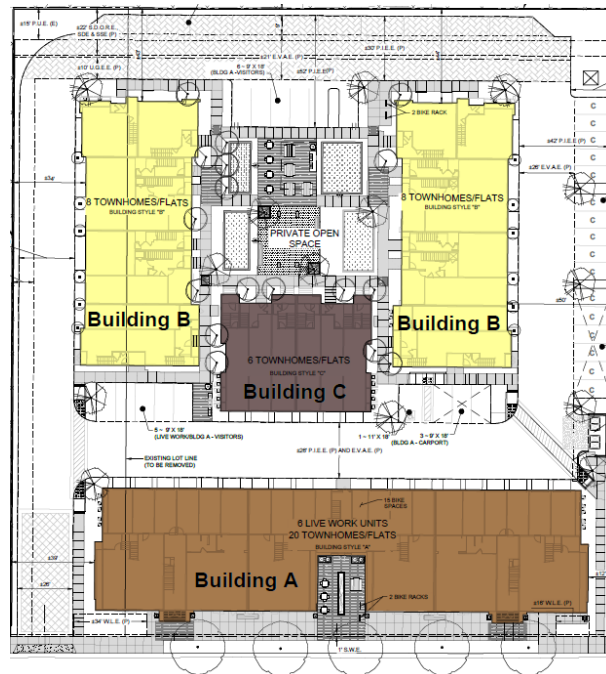 ±16' P.U.E. (E)
±22' S.D.O.R.E.,
SDE & SSE (P)
±10' U.G.E.E. (P)
±30' P.I.E.E (P)
±21' E.V.A.E. (P)
6 ~ 9' X 18'
(BLDG A - VISITORS)
±52' P.I.E.E (P)
2 BIKE RACK
±42' P.I.E.E (P)
±26' E.V.A.E. (P)
±34'
8 TOWNHOMES/FLATS
BUILDING STYLE "B"
8 TOWNHOMES/FLATS
BUILDING STYLE "B"
PRIVATE OPEN
SPACE
±50'
Building B
Building B
6 TOWNHOMES/FLATS
BUILDING STYLE "C"
Building C
5 ~ 9' X 18'
(LIVE WORK/BLDG A - VISITORS)
1 ~ 11' X 18'
(BLDG A - CARPORT)
3 ~ 9' X 18'
EXISTING LOT LINE
(TO BE REMOVED)
±26' P.I.E.E. (P) AND E.V.A.E. (P)
15 BIKE
SPACES
6 LIVE WORK UNITS
20 TOWNHOMES/FLATS
BUILDING STYLE "A"
±39'
Building A
±26'
2 BIKE RACKS
±16' W.L.E. (P)
±34' W.L.E. (P)
1' S.W.E.
C
C
C
C
C
C
C
C
C
C